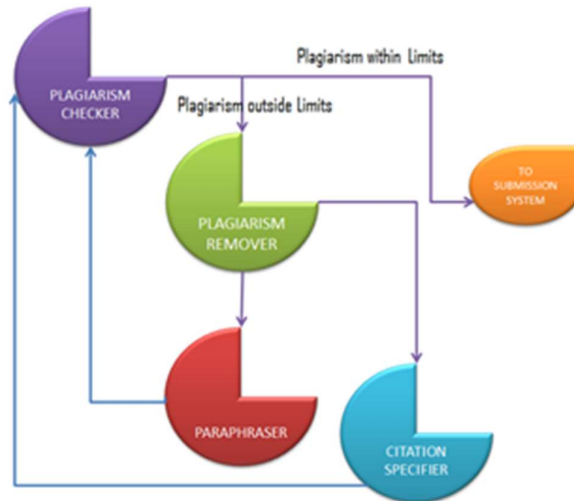 Plagiarism within Limits
PLAGIARISM
CHECKER
Plagiarism outside Limits
TO
SUBMISSION
SYSTEM
PLAGIARISM
REMOVER
PARAPHRASER
CITATION
SPECIFIER